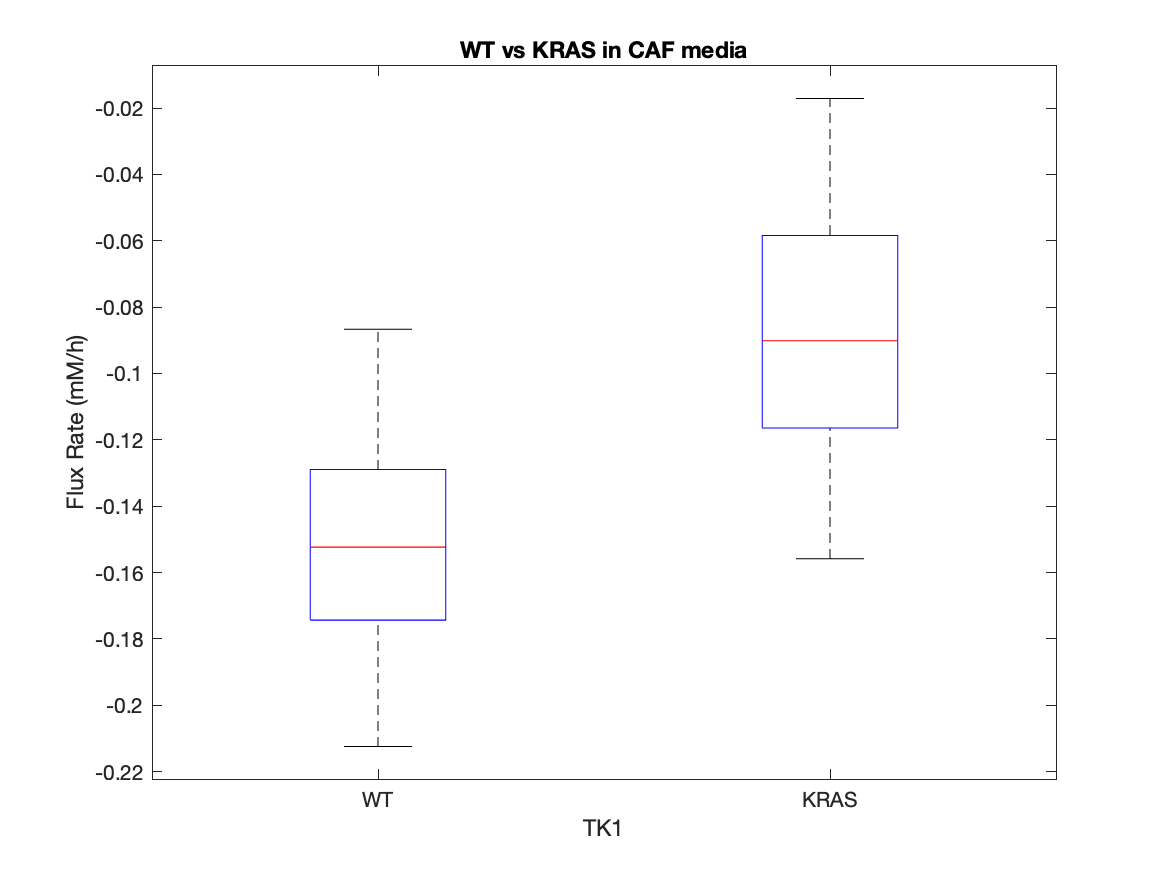 WT vs KRAS in CAF media
-0.02
-0.04
-0.06
-0.08
-0.1
-0.12
-0.14
-0.16
-0.18
-0.2
-0.22
Flux Rate (mM/h)
WT KRAS
TK1